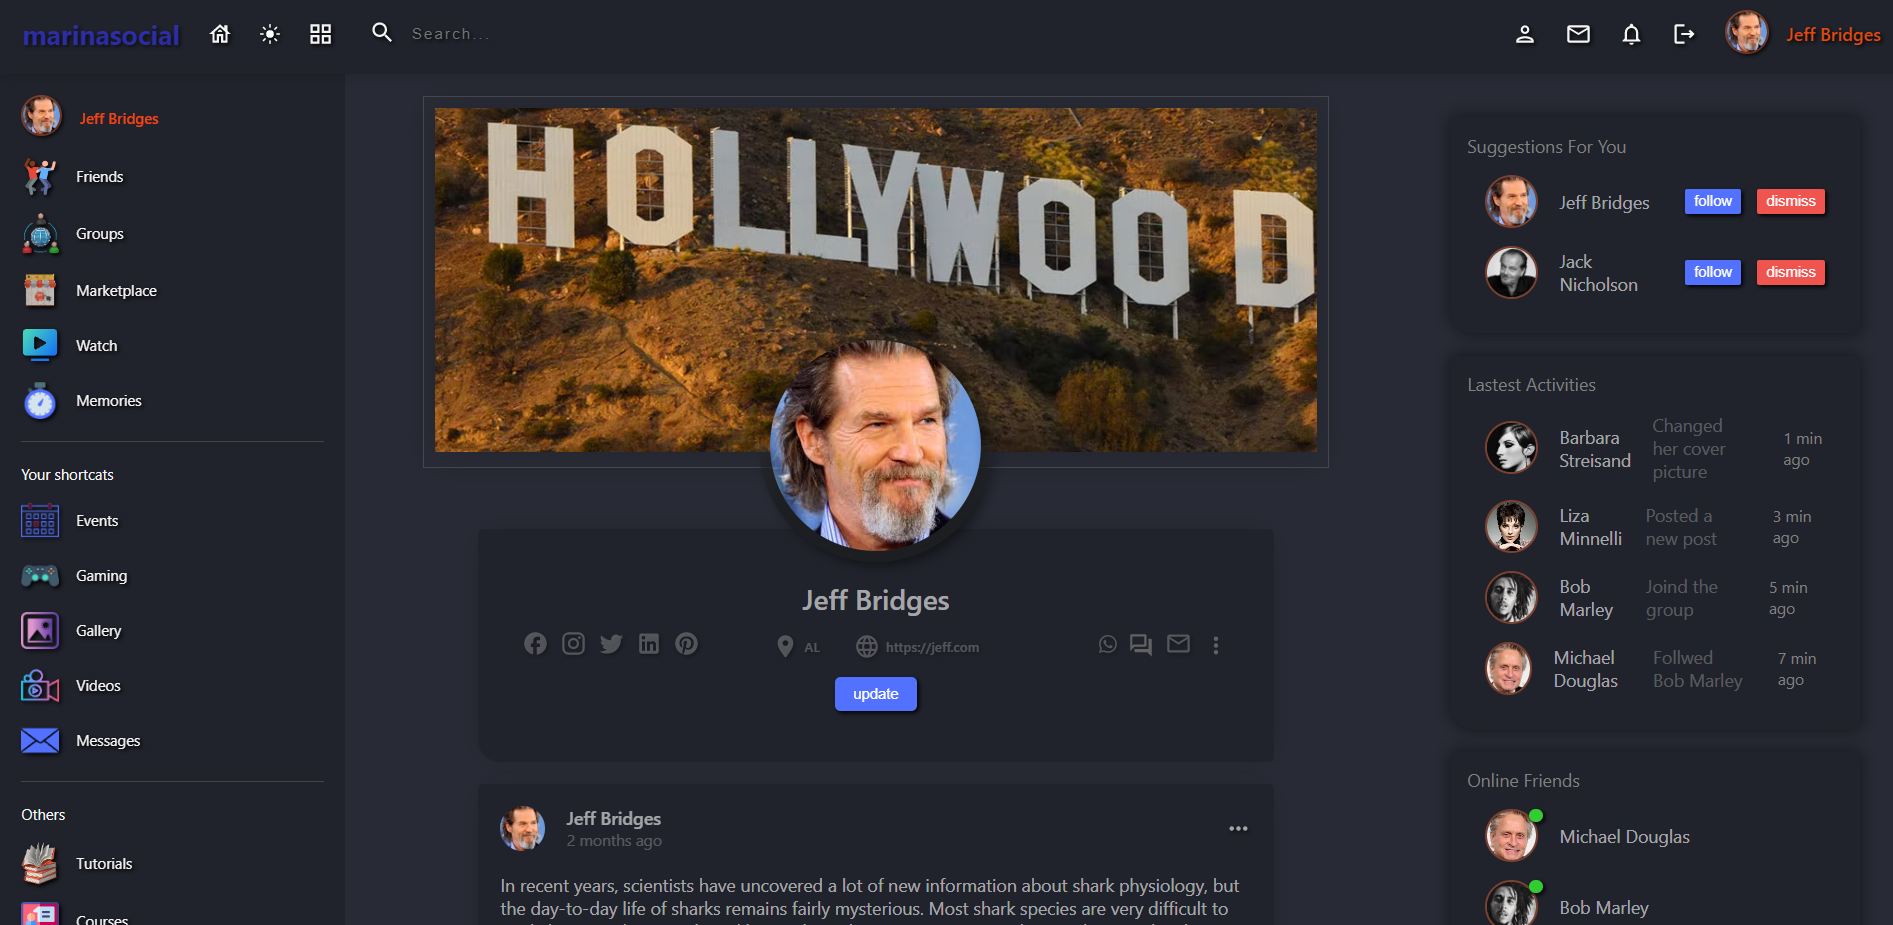 marinasocial
Search...
Jeff Bridges
Jeff Bridges
Friends
Groups
Marketplace
Watch
Memories
Your shortcats
Events
Gaming
Gallery
Videos
Messages
Others
Tutorials
Courses
HOLLYWOOD
Jeff Bridges
AL
https://jeff.com
update
Jeff Bridges
2 months ago
In recent years, scientists have uncovered a lot of new information about shark physiology, but
the day-to-day life of sharks remains fairly mysterious. Most shark species are very difficult to
Suggestions For You
Jeff Bridges
follow
dismiss
Jack
Nicholson
follow
dismiss
Lastest Activities
Barbara
Streisand
Changed
her cover
picture
1 min
ago
Liza
Minnelli
Posted a
new post
3 min
ago
Bob
Marley
Joind the
group
5 min
ago
Michael
Douglas
Follwed
Bob Marley
7 min
ago
Online Friends
Michael Douglas
Bob Marley